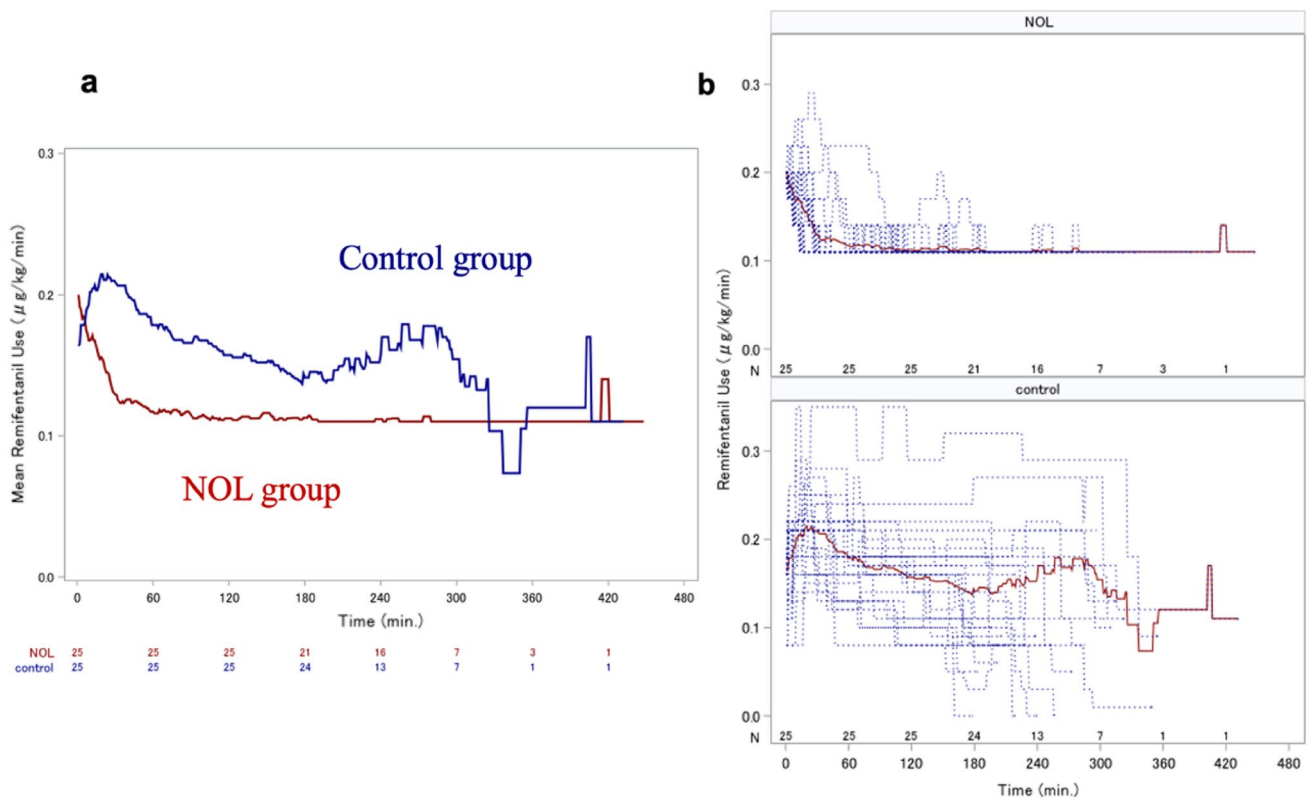 a
0.3
Control group
0.2
0.1
NOL group
0.0
Mean Remifentanil Use (μg/kg/min)
0 60 120 180 240 300 360 420 480
Time (min.)
NOL 25 25 25 21 16 7 3 1
control 25 25 25 24 13 7 1 1
b
NOL
0.3
0.2
0.1
0.0
N 25 25 25 21 16 7 3 1
Remifentanil Use (μg/kg/min)
control
0.3
0.2
0.1
0.0
N 25 25 25 24 13 7 1 1
0 60 120 180 240 300 360 420 480
Time (min.)